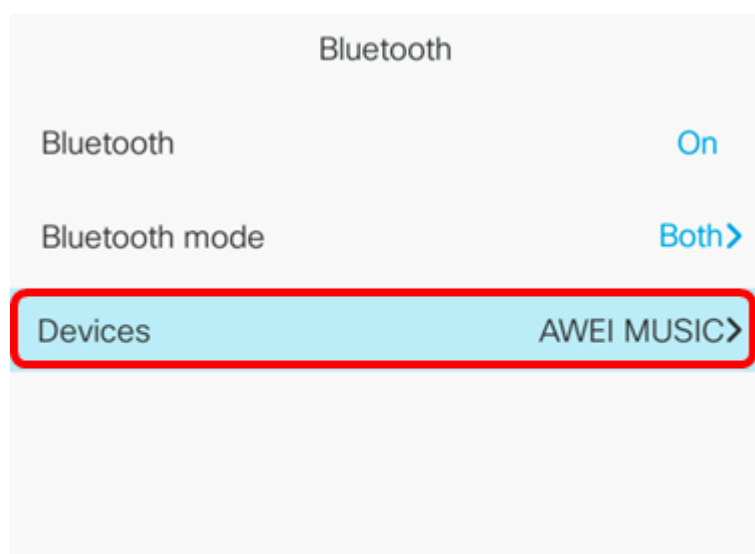 Bluetooth
Bluetooth On
Bluetooth mode Both>
Devices AWEI MUSIC>